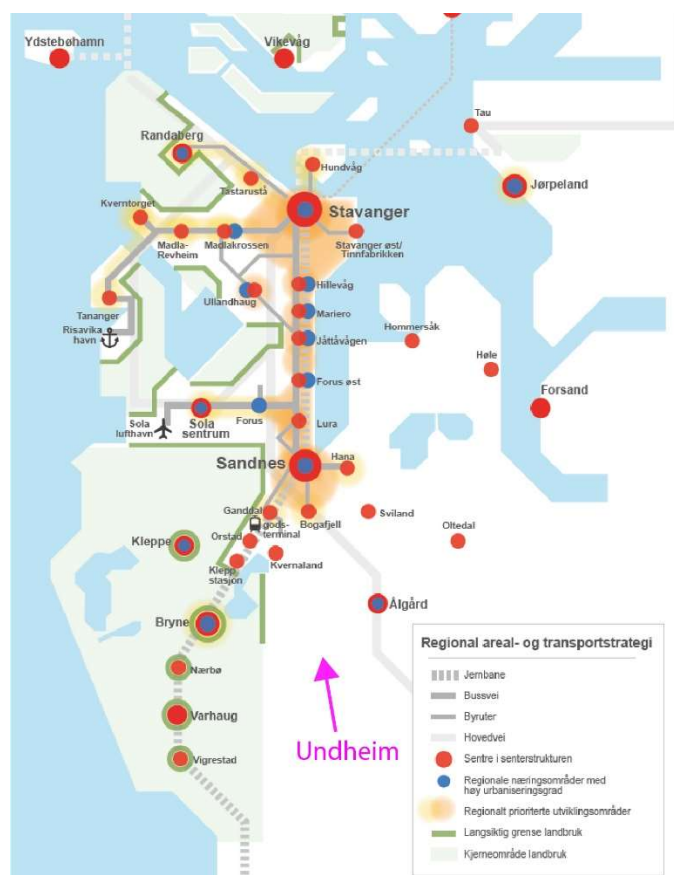 Ydstebøhamn
Vikevåg
Tau
Randaberg
Hundvåg
Jørpeland
Tastarustå
Kverntorget
Stavanger
Madla-
Revheim
Madlakrossen
Stavanger øst/
Tinnfabrikken
Ullandhaug
Hillevåg
Tananger
Mariero
Risavika
havn
Jåttåvågen
Hommersåk
Høle
Forus øst
Forsand
Sola
lufthavn
Sola
sentrum
Forus
Lura
Sandnes
Hana
Ganddal
gods-
terminal
Bogafjell
Sviland
Oltedal
Kleppe
Orstad
Klepp
stasjon
Kvernaland
Ålgård
Bryne
Nærbø
Varhaug
Vigrestad
Undheim
Regional areal- og transportstrategi
Jernbane
Bussvei
Byruter
Hovedvei
Sentre i senterstrukturen
Regionale næringsområder med
høy urbaniseringsgrad
Regionalt prioriterte utviklingsområder
Langsiktig grense landbruk
Kjerneområde landbruk